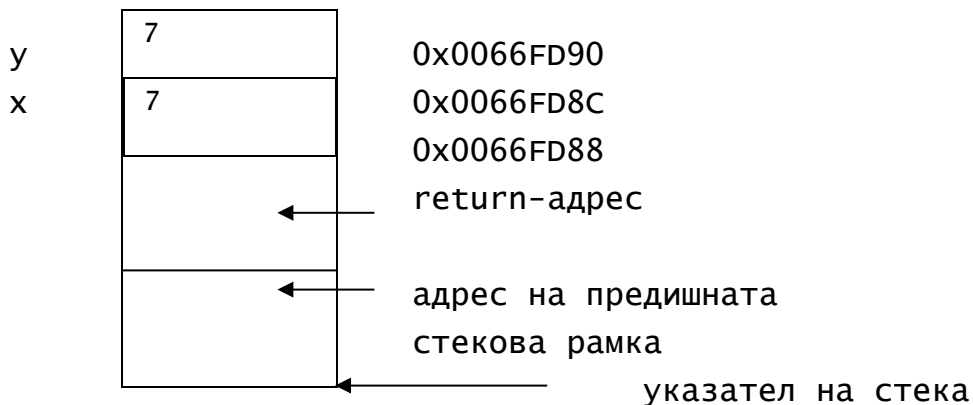 7
y 0x0066FD90
x 7 0x0066FD8C
0x0066FD88
return-адрес
адрес на предишната
стекова рамка
указател на стека